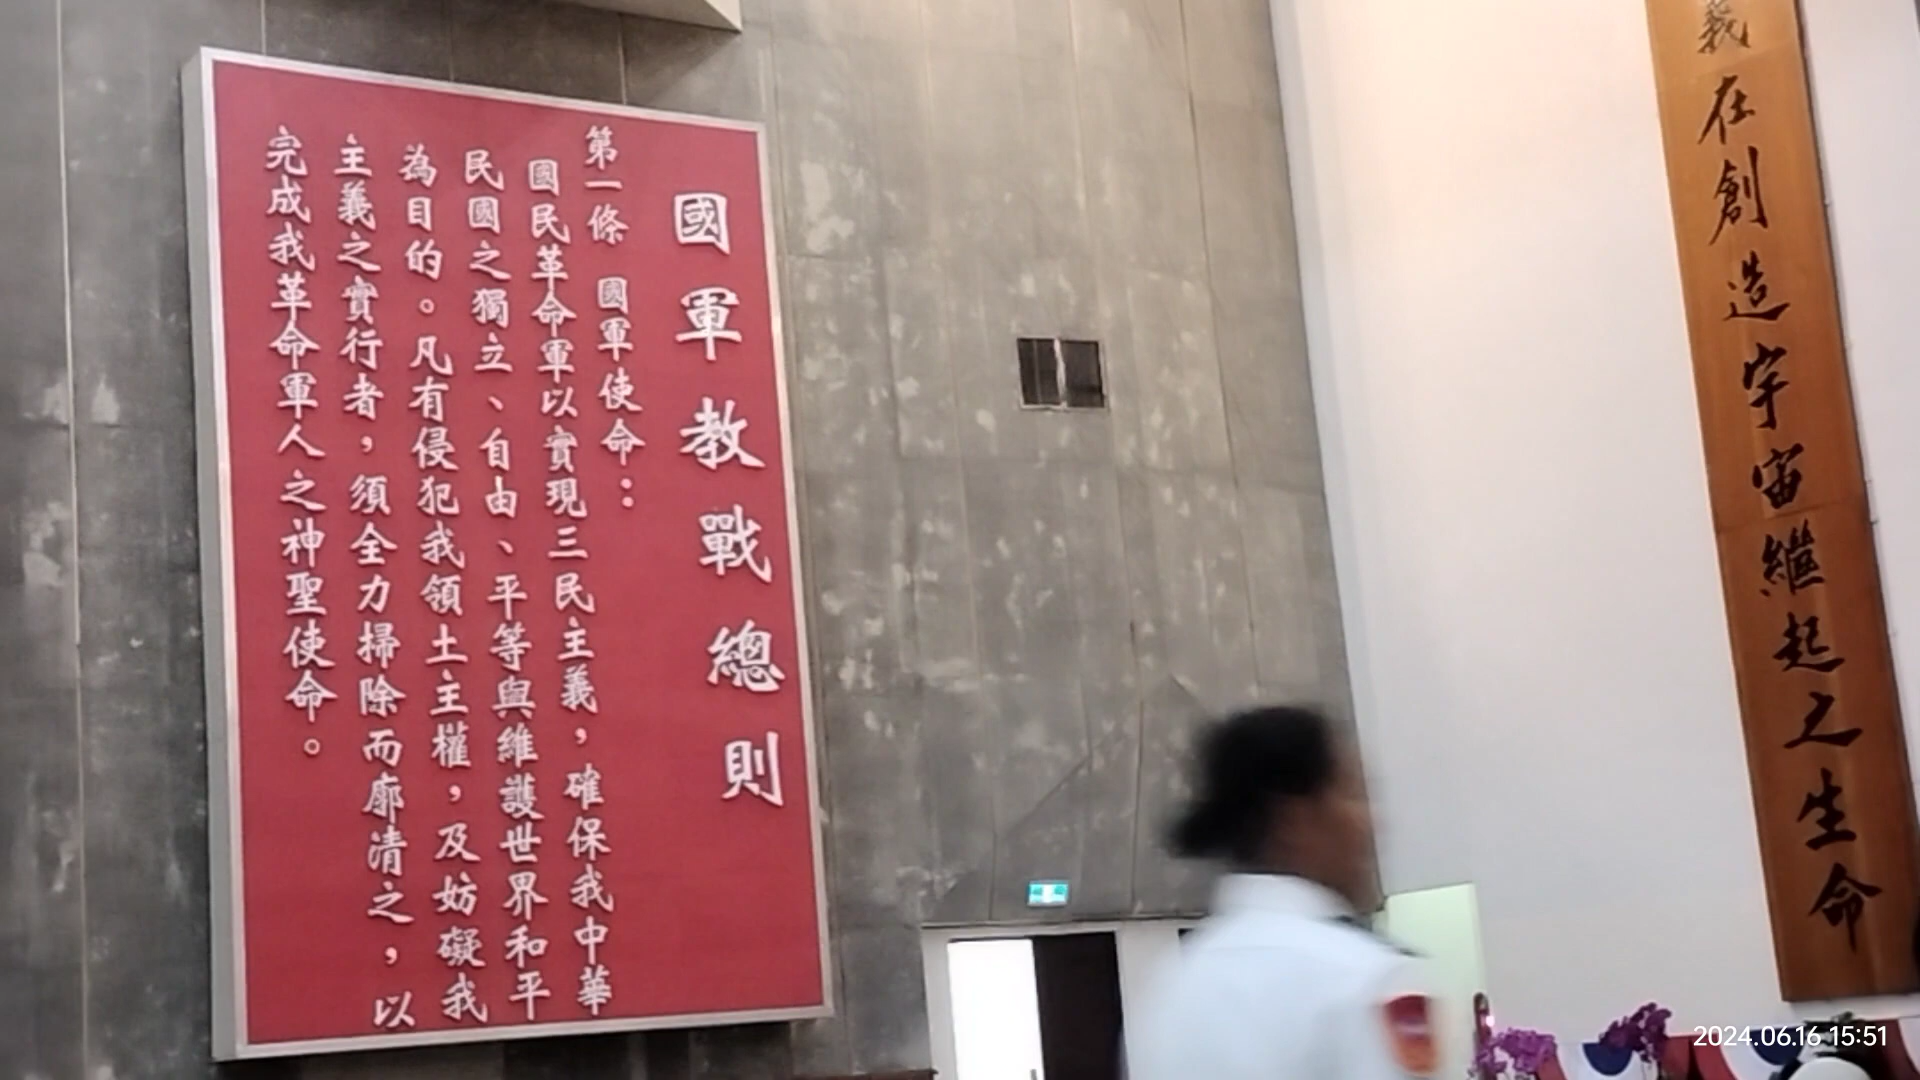 國軍教戰總則
第一條 國軍使命：
國民革命軍以實現三民主義，確保我中華
民國之獨立、自由、平等與維護世界和平
為目的。凡有侵犯我領土主權，及妨礙我
主義之實行者，須全力掃除而廓清之，以
完成我革命軍人之神聖使命。
義在創造宇宙繼起之生命
2024.06.16 15:51